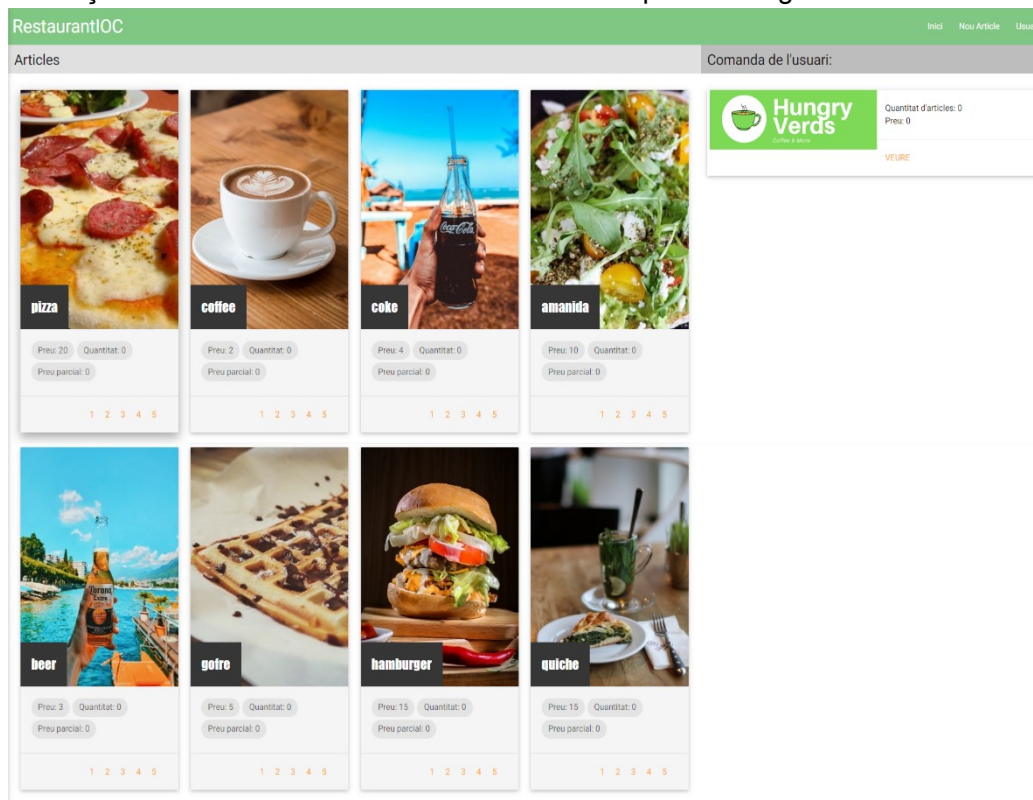 RestaurantIOC
Inici Nou Article
Articles
Comanda de l'usuari:
Hungry
Verds
Coffee & More
Quantitat d'articles: 0
Preu: 0
VEURE
pizza
Preu: 20 Quantitat: 0
Preu parcial: 0
1 2 3 4 5
coffee
Preu: 2 Quantitat: 0
Preu parcial: 0
1 2 3 4 5
Coca-Cola
coke
Preu: 4 Quantitat: 0
Preu parcial: 0
1 2 3 4 5
amanida
Preu: 10 Quantitat: 0
Preu parcial: 0
1 2 3 4 5
Corona
Extra
beer
Preu: 3 Quantitat: 0
Preu parcial: 0
1 2 3 4 5
gofre
Preu: 5 Quantitat: 0
Preu parcial: 0
1 2 3 4 5
hamburger
Preu: 15 Quantitat: 0
Preu parcial: 0
1 2 3 4 5
quiche
Preu: 15 Quantitat: 0
Preu parcial: 0
1 2 3 4 5